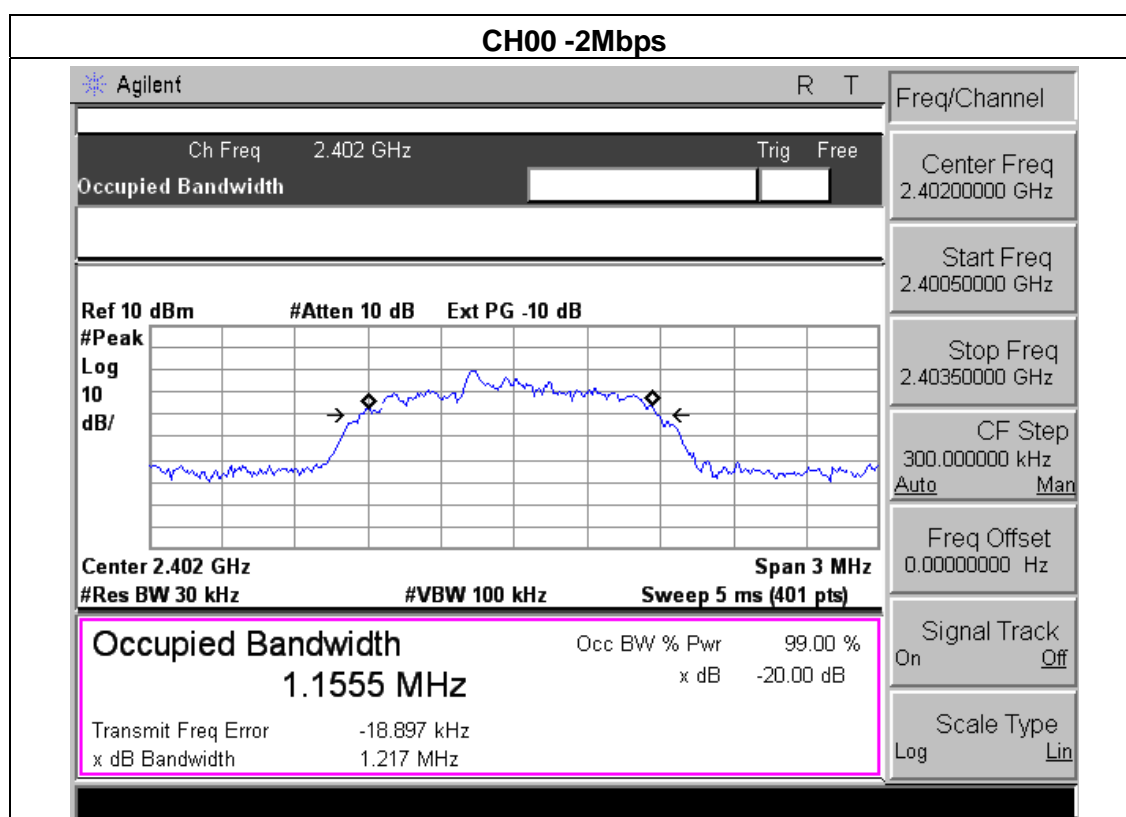 CH00 -2Mbps
Agilent R T
Ch Freq 2.402 GHz Trig Free
Occupied Bandwidth
Ref 10 dBm #Atten 10 dB Ext PG -10 dB
#Peak
Log
10
dB/
Center 2.402 GHz Span 3 MHz
#Res BW 30 kHz #VBW 100 kHz Sweep 5 ms (401 pts)
Occupied Bandwidth Occ BW % Pwr 99.00 %
1.1555 MHz x dB -20.00 dB
Transmit Freq Error -18.897 kHz
x dB Bandwidth 1.217 MHz
Freq/Channel
Center Freq
2.40200000 GHz
Start Freq
2.40050000 GHz
Stop Freq
2.40350000 GHz
CF Step
300.000000 kHz
Auto Man
Freq Offset
0.00000000 Hz
Signal Track
On Off
Scale Type
Log Lin